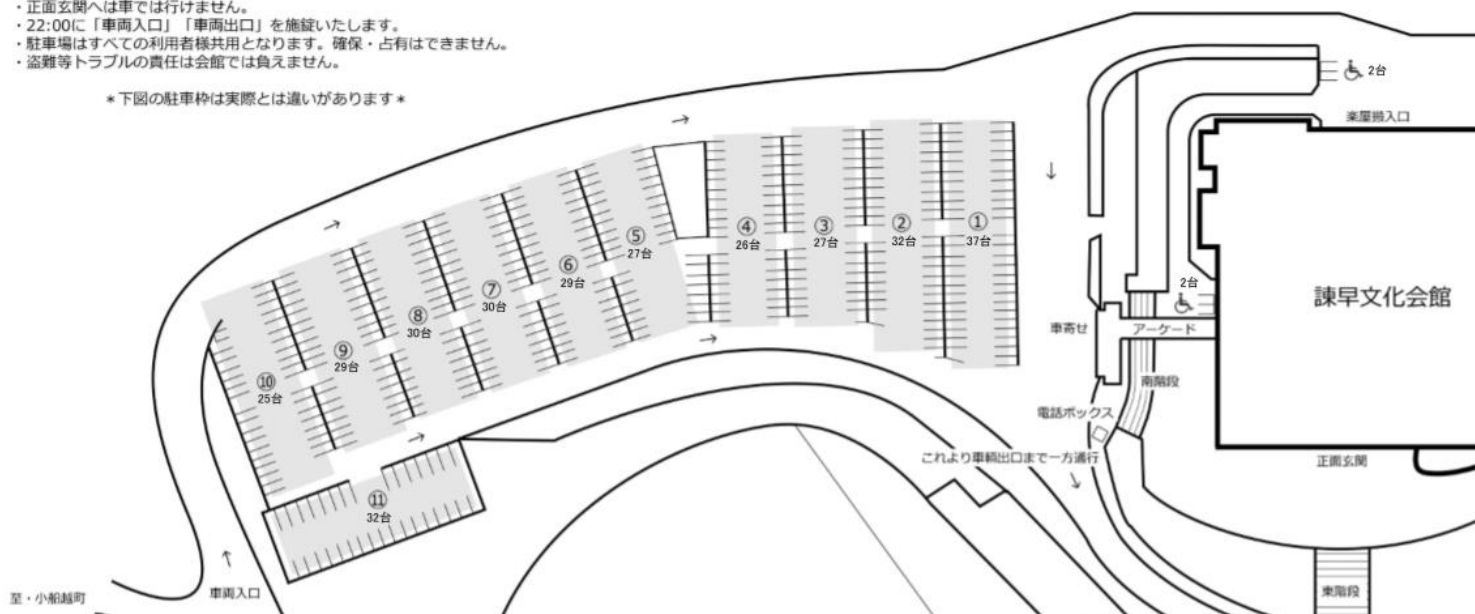 ・正面玄関へは車では行けません。
・22:00に「車両入口」「車両出口」を施錠いたします。
・駐車場はすべての利用者様共用となります。確保・占有はできません。
・盗難等トラブルの責任は会館では負えません。
＊下図の駐車枠は実際とは違いがあります＊
2台
楽屋搬入口
①
37台
②
32台
③
27台
④
26台
⑤
27台
⑥
29台
⑦
30台
⑧
30台
⑨
29台
⑩
25台
⑪
32台
2台
諫早文化会館
車寄せ
アーケード
南階段
電話ボックス
これより車輌出口まで一方通行
正面玄関
東階段
車両入口
至・小船越町